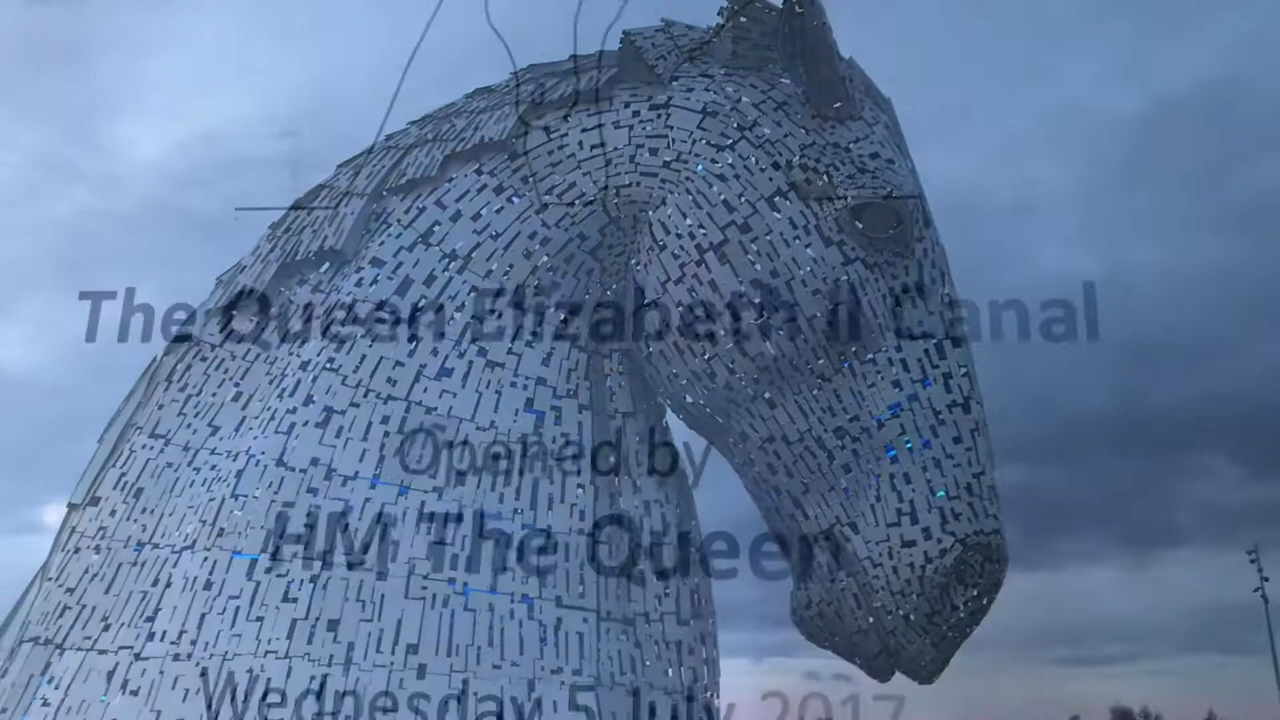 The Queen Elizabeth II Canal
Opened by
HM The Queen
Wednesday 5 July 2017